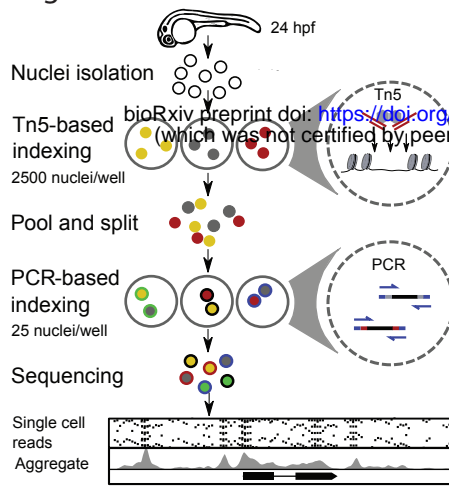 24 hpf
Nuclei isolation
Tn5
bioRxiv preprint doi: https://doi.org/
Tn5-based
(which was not certified by peer
indexing
2500 nuclei/well
Pool and split
PCR-based
PCR
indexing
25 nuclei/well
Sequencing
Single cell
reads
Aggregate